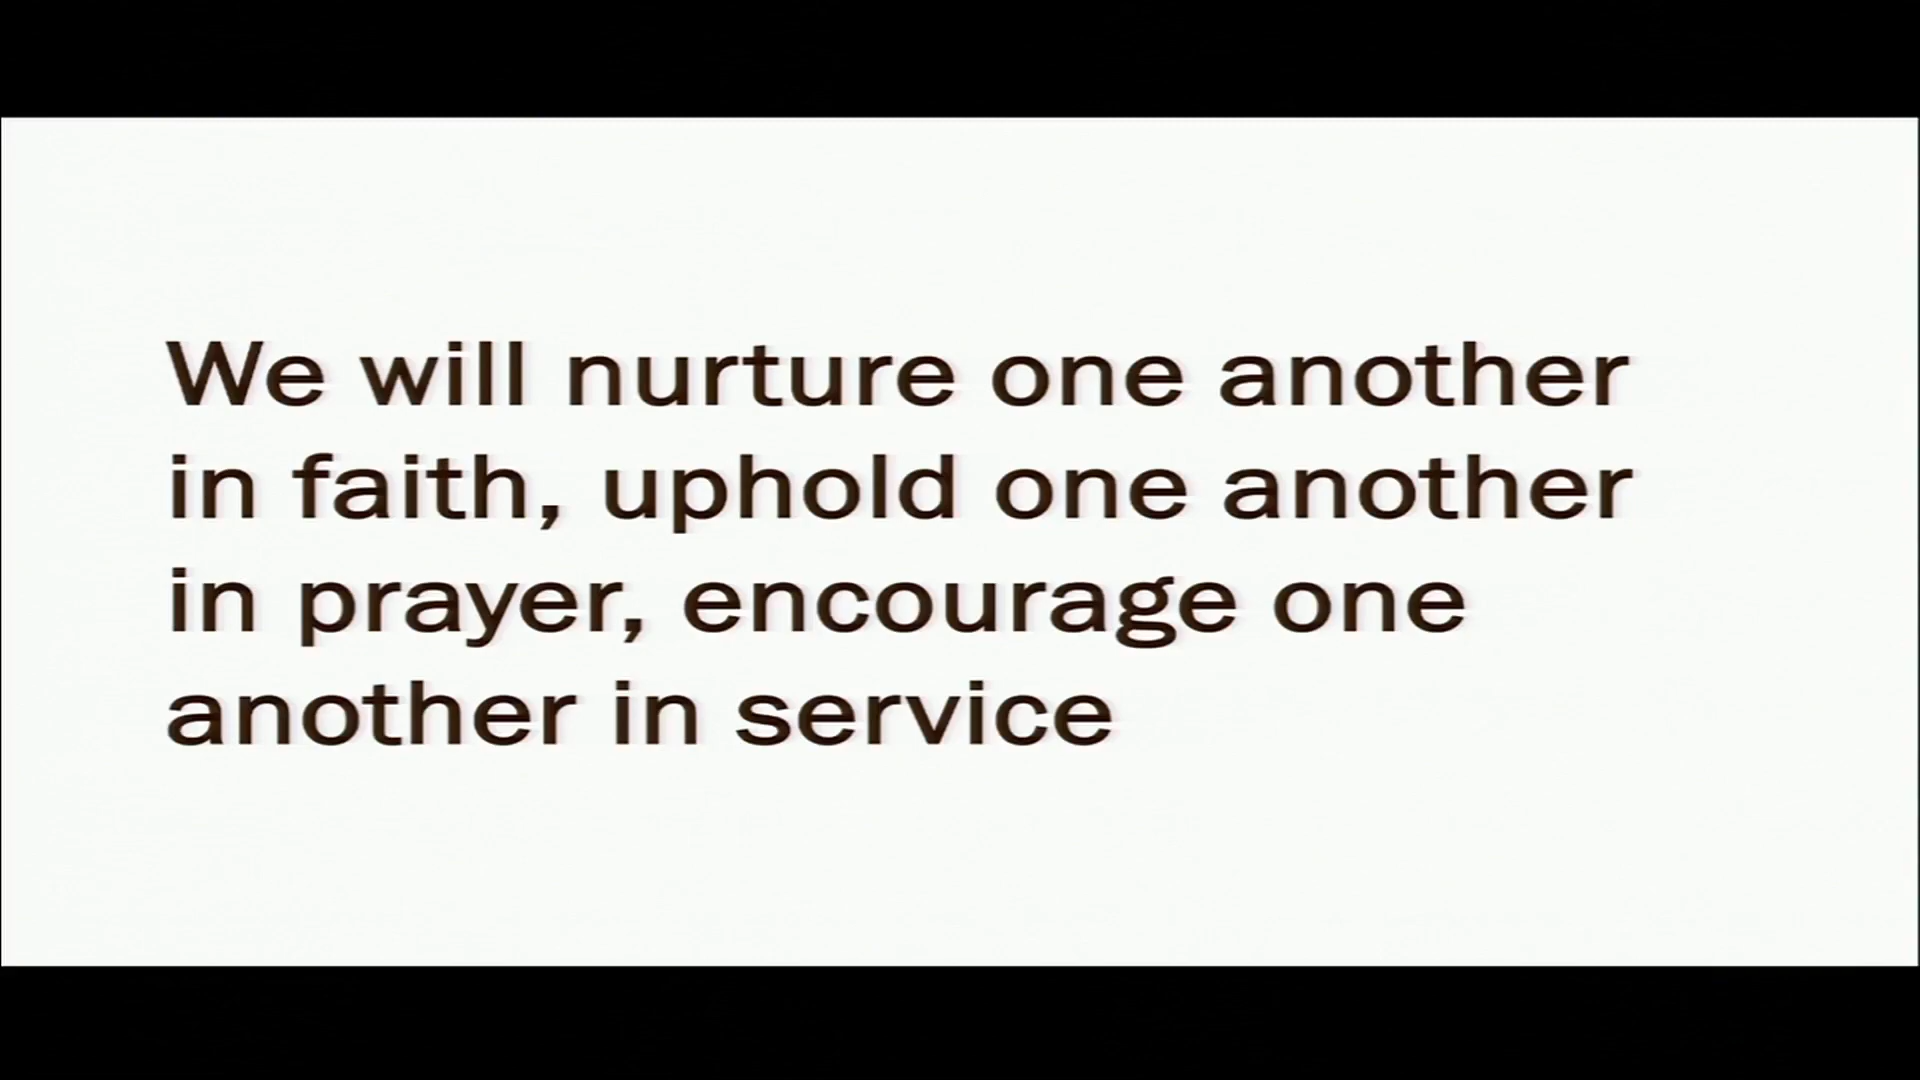 We will nurture one another
in faith, uphold one another
in prayer, encourage one
another in service